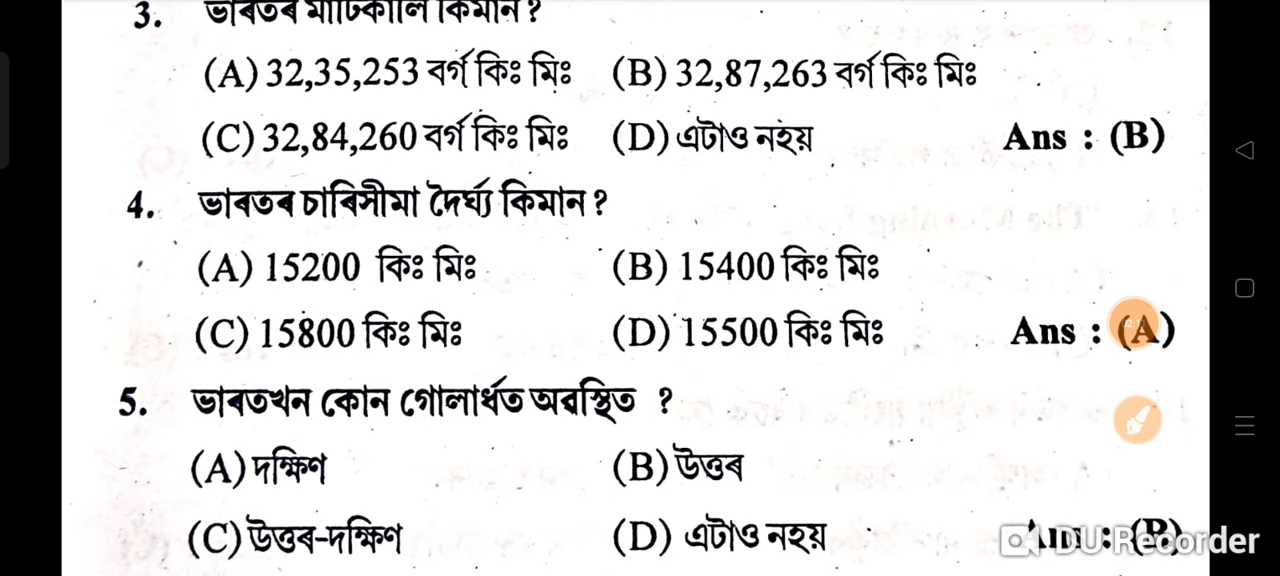 3. ভাৰতৰ মাটিকালি কিমান ?
(A) 32,35,253 বৰ্গ কিঃ মিঃ (B) 32,87,263 বৰ্গ কিঃ মিঃ
(C) 32,84,260 বৰ্গ কিঃ মিঃ (D) এটাও নহয় Ans : (B)
4. ভাৰতৰ চাৰিসীমা দৈৰ্ঘ্য কিমান ?
(A) 15200 কিঃ মিঃ (B) 15400 কিঃ মিঃ
(C) 15800 কিঃ মিঃ (D) 15500 কিঃ মিঃ Ans : (A)
5. ভাৰতখন কোন গোলাৰ্ধত অৱস্থিত ?
(A) দক্ষিণ (B) উত্তৰ
(C) উত্তৰ-দক্ষিণ (D) এটাও নহয় Ans : (B)
DU Recorder